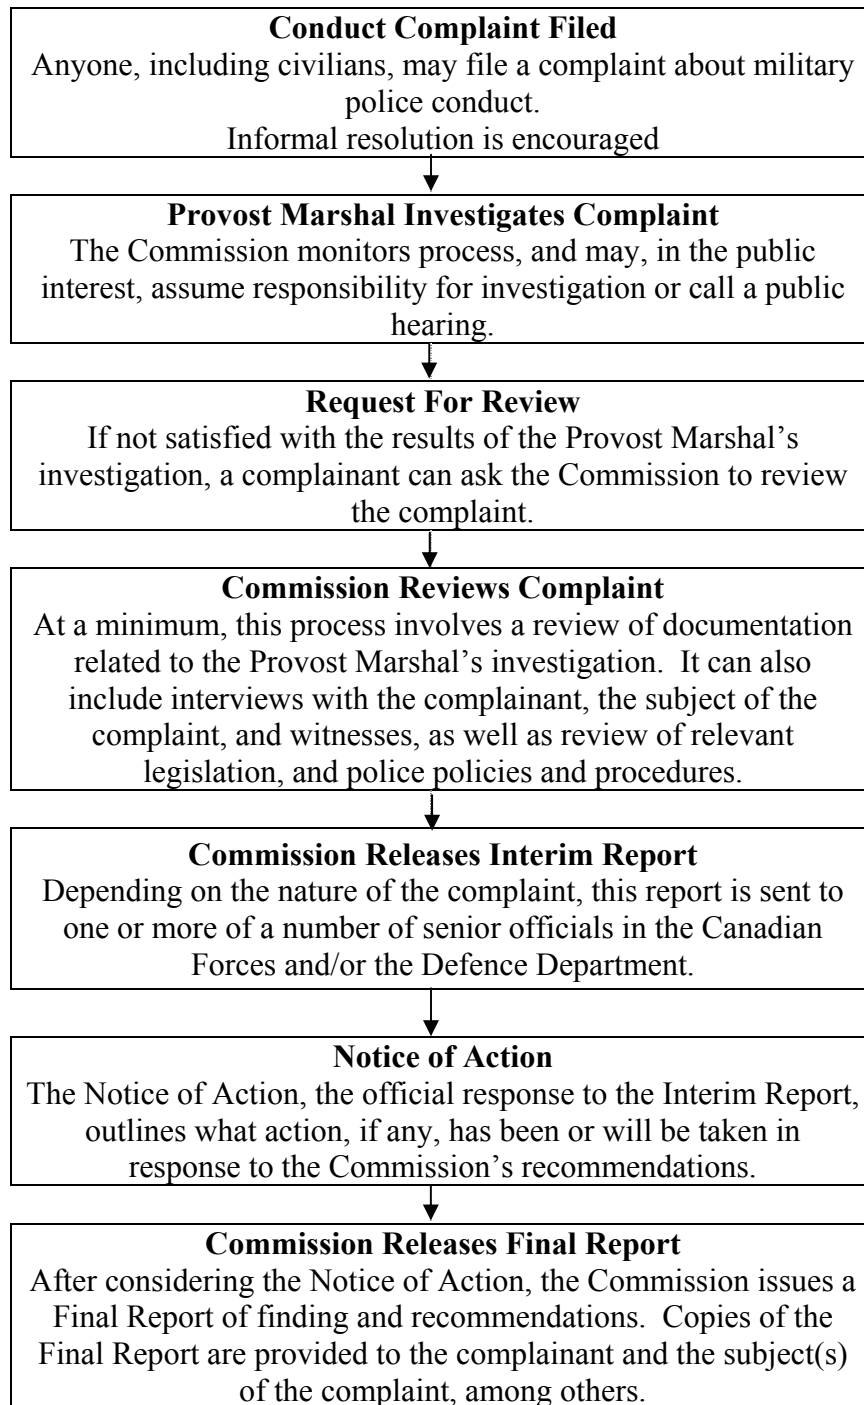 Conduct Complaint Filed
Anyone, including civilians, may file a complaint about military
police conduct.
Informal resolution is encouraged
Provost Marshal Investigates Complaint
The Commission monitors process, and may, in the public
interest, assume responsibility for investigation or call a public
hearing.
Request For Review
If not satisfied with the results of the Provost Marshal’s
investigation, a complainant can ask the Commission to review
the complaint.
Commission Reviews Complaint
At a minimum, this process involves a review of documentation
related to the Provost Marshal’s investigation.  It can also
include interviews with the complainant, the subject of the
complaint, and witnesses, as well as review of relevant
legislation, and police policies and procedures.
Commission Releases Interim Report
Depending on the nature of the complaint, this report is sent to
one or more of a number of senior officials in the Canadian
Forces and/or the Defence Department.
Notice of Action
The Notice of Action, the official response to the Interim Report,
outlines what action, if any, has been or will be taken in
response to the Commission’s recommendations.
Commission Releases Final Report
After considering the Notice of Action, the Commission issues a
Final Report of finding and recommendations.  Copies of the
Final Report are provided to the complainant and the subject(s)
of the complaint, among others.